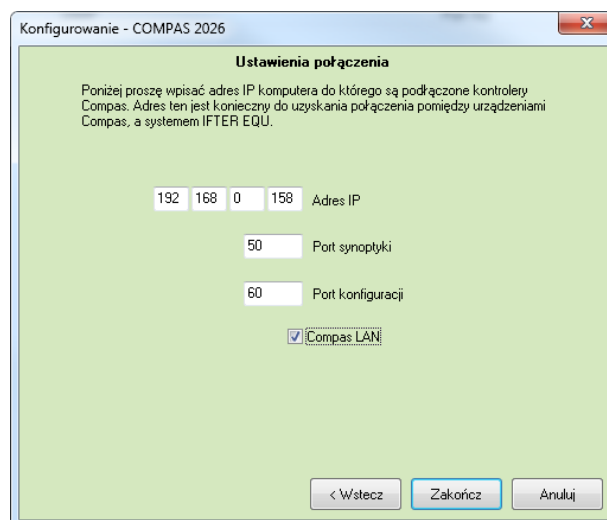 Konfigurowanie - COMPAS 2026
Ustawienia połączenia
Poniżej proszę wpisać adres IP komputera do którego są podłączone kontrolery
Compas. Adres ten jest konieczny do uzyskania połączenia pomiędzy urządzeniami
Compas, a systemem IFTER EQU.
192 168 0 158 Adres IP
50 Port synoptyki
60 Port konfiguracji
Compas LAN
< Wstecz Zakończ Anuluj